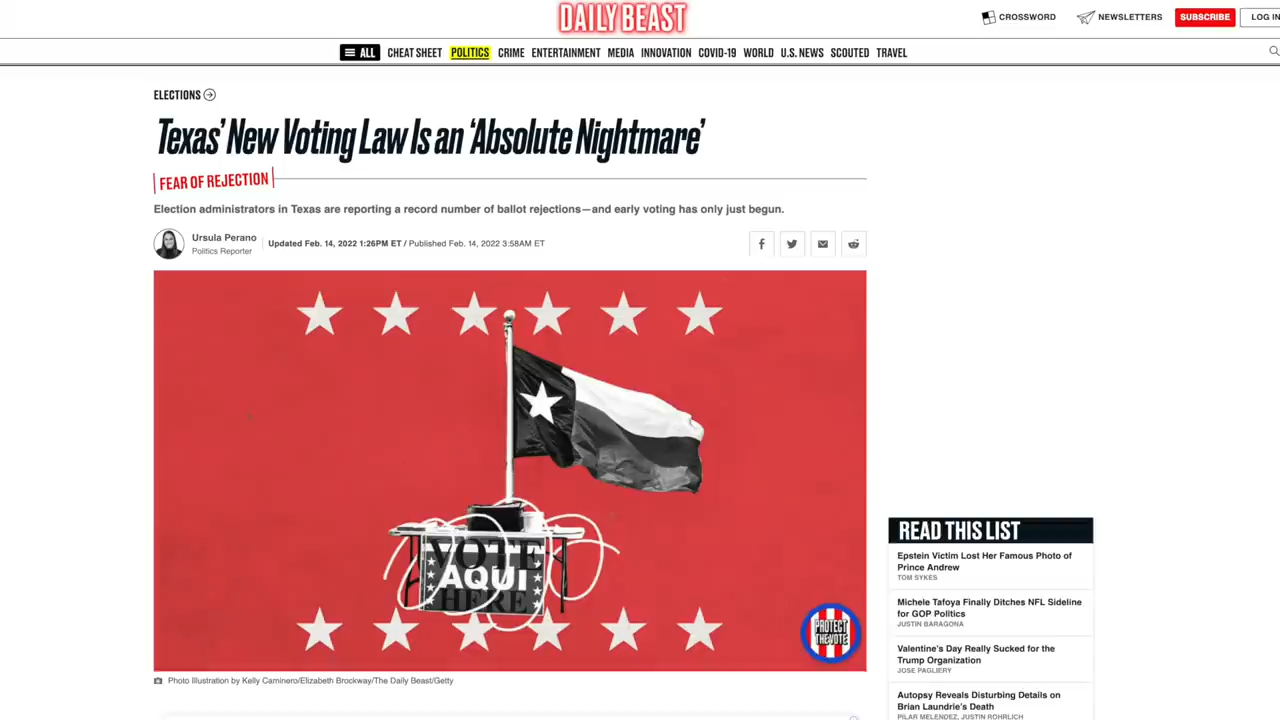 DAILY BEAST
CROSSWORD
NEWSLETTERS
SUBSCRIBE
LOG IN
ALL
CHEAT SHEET
POLITICS
CRIME
ENTERTAINMENT
MEDIA
INNOVATION
COVID-19
WORLD
U.S. NEWS
SCOUTED
TRAVEL
ELECTIONS
Texas’ New Voting Law Is an ‘Absolute Nightmare’
FEAR OF REJECTION
Election administrators in Texas are reporting a record number of ballot rejections—and early voting has only just begun.
Ursula Perano
Politics Reporter
Updated Feb. 14, 2022 1:26PM ET / Published Feb. 14, 2022 3:58AM ET
VOTE
AQUI
HERE
PROTECT
THE VOTE
Photo Illustration by Kelly Caminero/Elizabeth Brockway/The Daily Beast/Getty
READ THIS LIST
Epstein Victim Lost Her Famous Photo of
Prince Andrew
TOM SYKES
Michele Tafoya Finally Ditches NFL Sideline
for GOP Politics
JUSTIN BARAGONA
Valentine’s Day Really Sucked for the
Trump Organization
JOSE PAGLIERY
Autopsy Reveals Disturbing Details on
Brian Laundrie’s Death
PILAR MELENDEZ, JUSTIN ROHRLICH